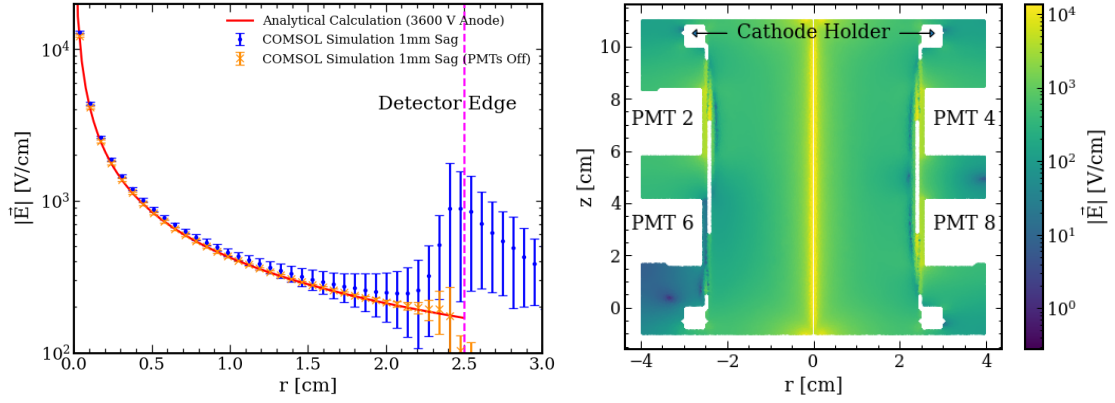 Analytical Calculation (3600 V Anode)
COMSOL Simulation 1mm Sag
COMSOL Simulation 1mm Sag (PMTs Off)
Detector Edge
10^4
10^3
10^2
|E⃗| [V/cm]
0.0 0.5 1.0 1.5 2.0 2.5 3.0
r [cm]
Cathode Holder
PMT 2 PMT 4
PMT 6 PMT 8
10
8
6
4
2
0
z [cm]
−4 −2 0 2 4
r [cm]
10^4
10^3
10^2
10^1
10^0
|E⃗| [V/cm]